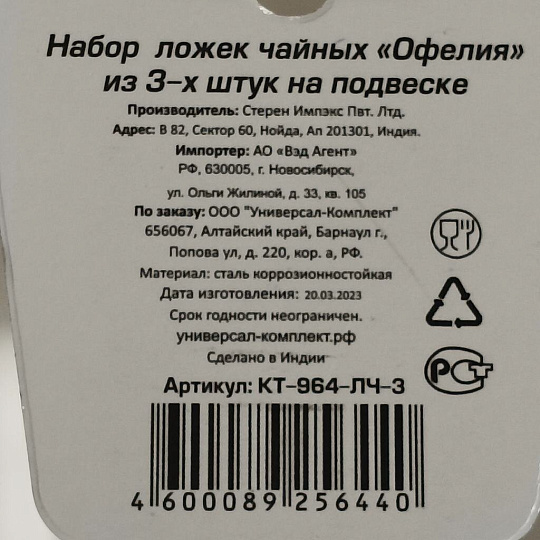 Набор ложек чайных «Офелия»
из 3-х штук на подвеске
Производитель: Стерен Импэкс Пвт. Лтд.
Адрес: В 82, Сектор 60, Нойда, Ап 201301, Индия.
Импортер: АО «Вэд Агент»
РФ, 630005, г. Новосибирск,
ул. Ольги Жилиной, д. 33, кв. 105
По заказу: ООО "Универсал-Комплект"
656067, Алтайский край, Барнаул г.,
Попова ул, д. 220, кор. а, РФ.
Материал: сталь коррозионностойкая
Дата изготовления: 20.03.2023
Срок годности неограничен.
универсал-комплект.рф
Сделано в Индии
РСТ
Артикул: КТ-964-ЛЧ-3
4 600089 256440